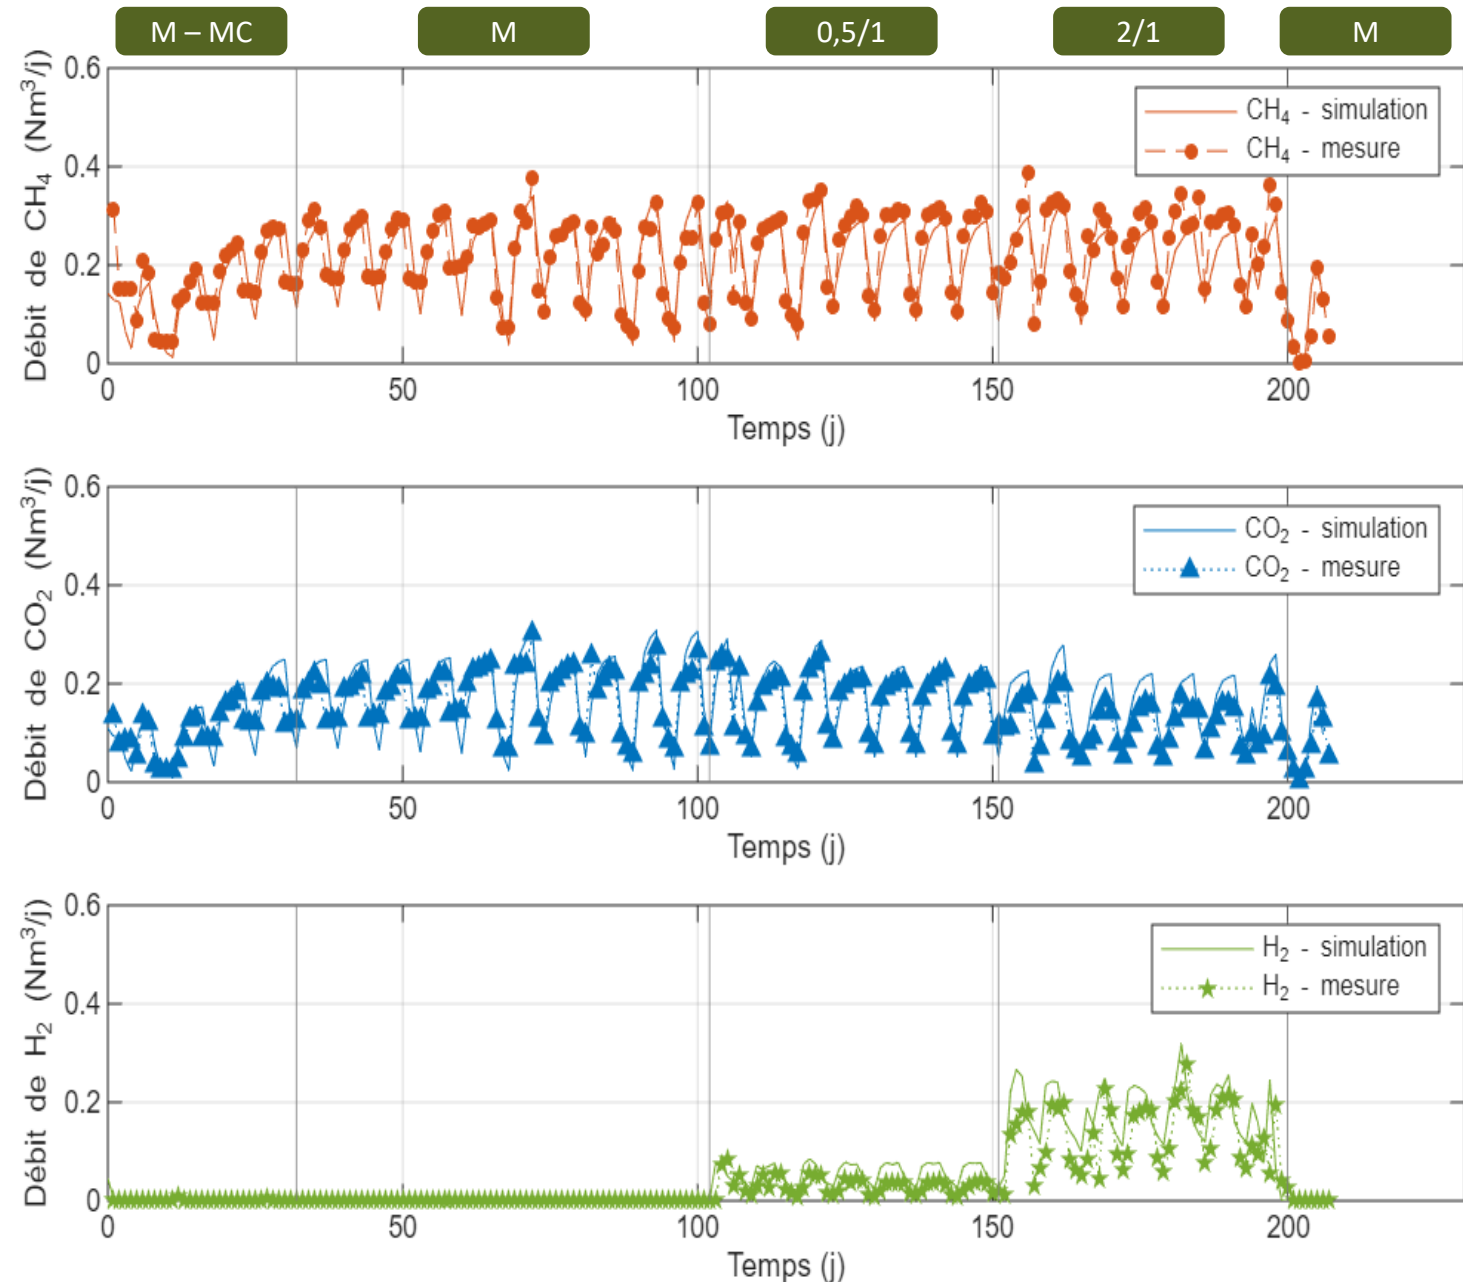 M – MC
M
0,5/1
2/1
M
Débit de CH₄ (Nm³/j)
0.6
0.4
0.2
0
CH₄ - simulation
CH₄ - mesure
0
50
100
150
200
Temps (j)
Débit de CO₂ (Nm³/j)
0.6
0.4
0.2
0
CO₂ - simulation
CO₂ - mesure
0
50
100
150
200
Temps (j)
Débit de H₂ (Nm³/j)
0.6
0.4
0.2
0
H₂ - simulation
H₂ - mesure
0
50
100
150
200
Temps (j)